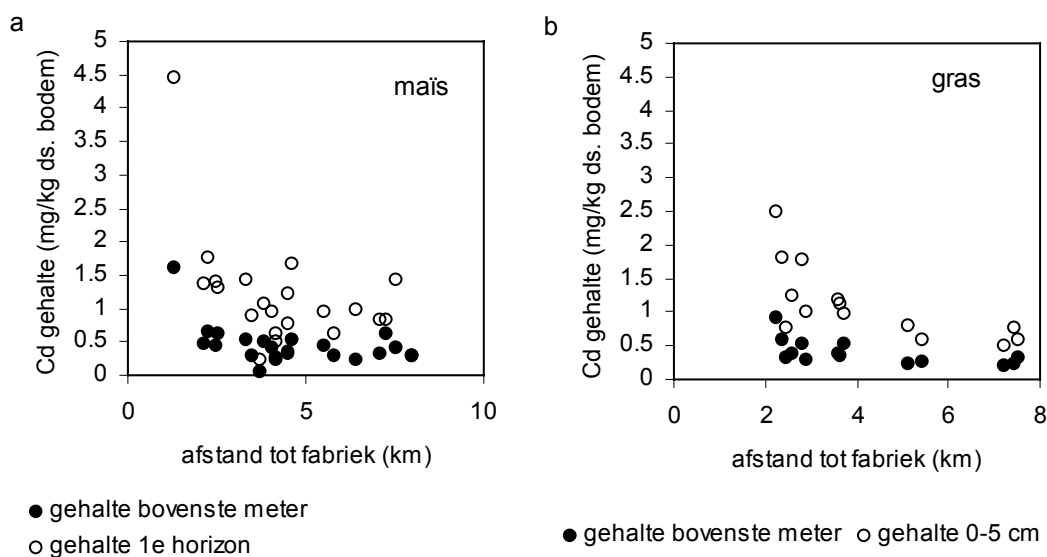 a
maïs
5
4.5
4
3.5
3
2.5
2
1.5
1
0.5
0
0 5 10
Cd gehalte (mg/kg ds. bodem)
afstand tot fabriek (km)
gehalte bovenste meter
gehalte 1e horizon
b
gras
5
4.5
4
3.5
3
2.5
2
1.5
1
0.5
0
0 2 4 6 8
Cd gehalte (mg/kg ds. bodem)
afstand tot fabriek (km)
gehalte bovenste meter gehalte 0-5 cm